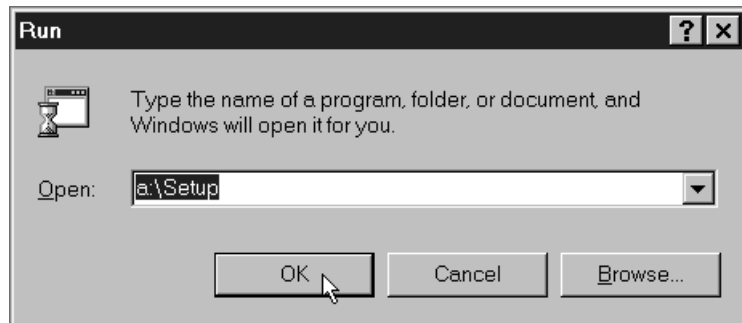 Run
Type the name of a program, folder, or document, and
Windows will open it for you.
Open: a:\Setup
OK Cancel Browse...